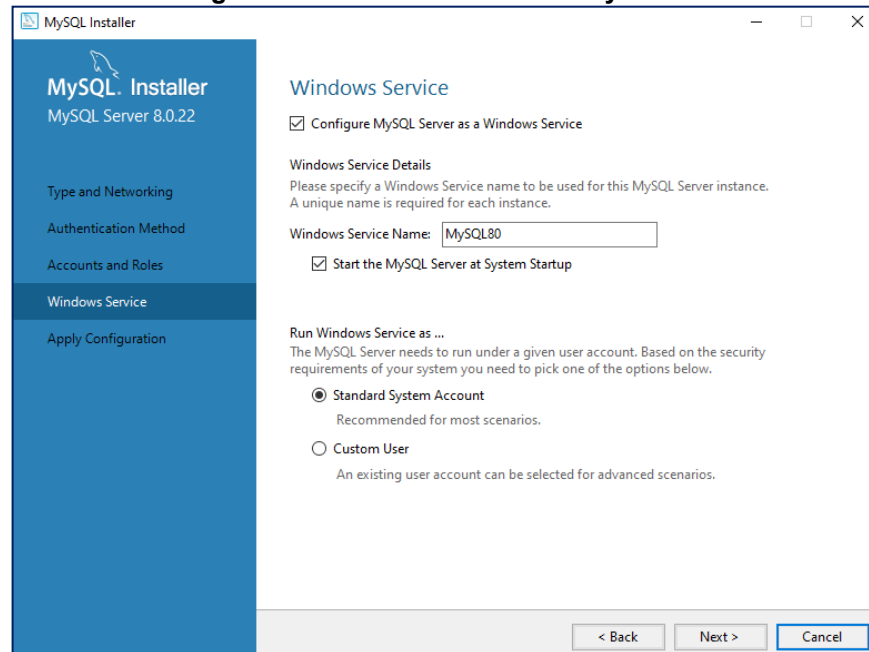 MySQL Installer
MySQL. Installer
MySQL Server 8.0.22
Type and Networking
Authentication Method
Accounts and Roles
Windows Service
Apply Configuration
Windows Service
Configure MySQL Server as a Windows Service
Windows Service Details
Please specify a Windows Service name to be used for this MySQL Server instance.
A unique name is required for each instance.
Windows Service Name: MySQL80
Start the MySQL Server at System Startup
Run Windows Service as ...
The MySQL Server needs to run under a given user account. Based on the security
requirements of your system you need to pick one of the options below.
Standard System Account
Recommended for most scenarios.
Custom User
An existing user account can be selected for advanced scenarios.
< Back Next > Cancel